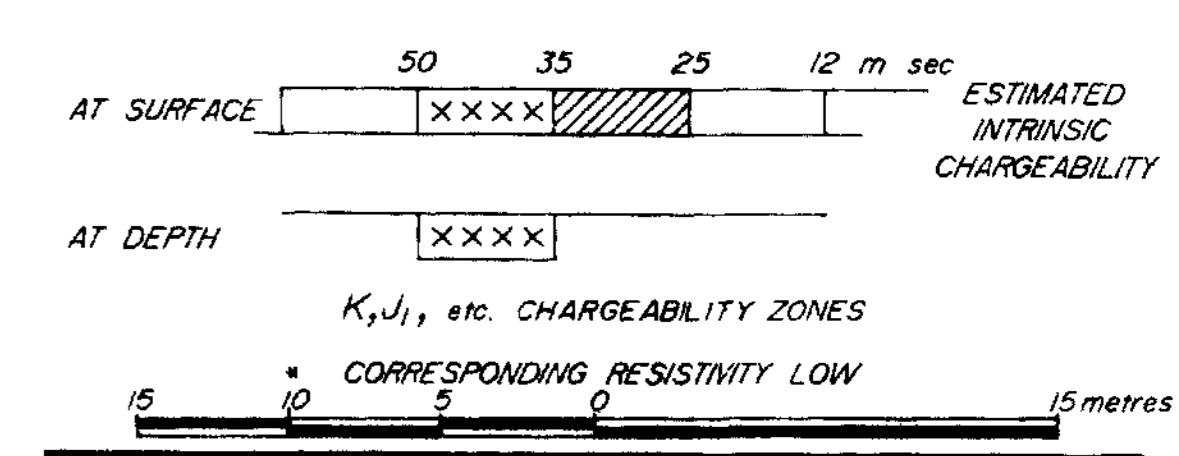 50 35 25 12 m sec
AT SURFACE
ESTIMATED
INTRINSIC
CHARGEABILITY
AT DEPTH
K, J₁, etc. CHARGEABILITY ZONES
* CORRESPONDING RESISTIVITY LOW
15 10 5 0 15 metres